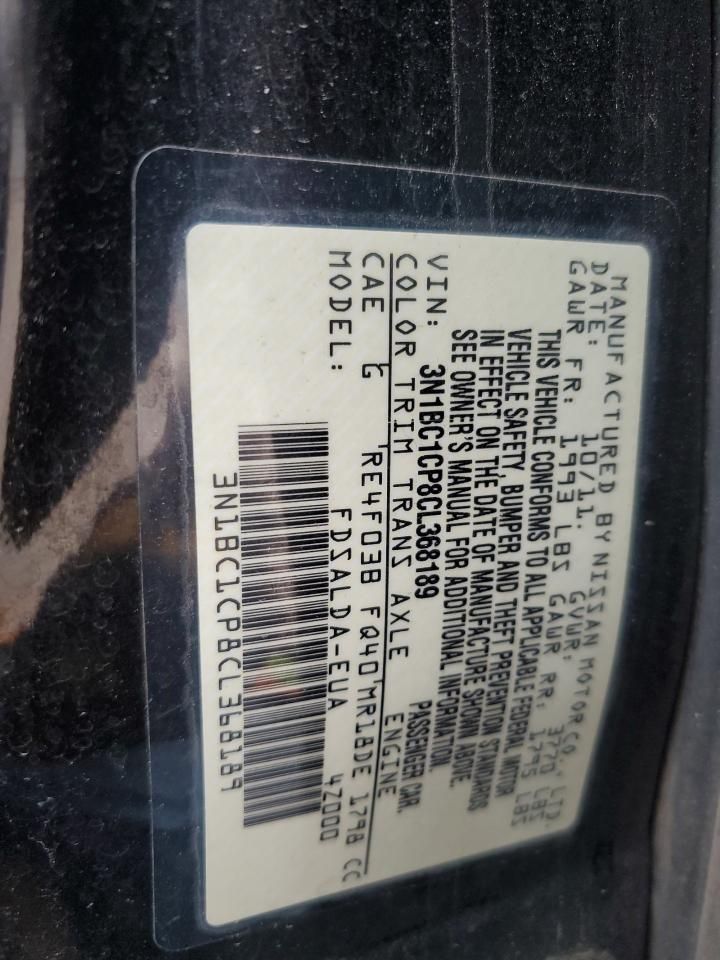 MANUFACTURED BY NISSAN MOTOR CO., LTD.
DATE: 10/11. GVWR: 3770 LBS
GAWR FR: 1993 LBS GAWR RR: 1795 LBS
THIS VEHICLE CONFORMS TO ALL APPLICABLE FEDERAL MOTOR
VEHICLE SAFETY, BUMPER AND THEFT PREVENTION STANDARDS
IN EFFECT ON THE DATE OF MANUFACTURE SHOWN ABOVE.
SEE OWNER'S MANUAL FOR ADDITIONAL INFORMATION.
VIN: 3N1BC1CP8CL368189 PASSENGER CAR.
COLOR TRIM TRANS AXLE ENGINE
CAE G RE4F03B FQ40 MR18DE 1798 CC
MODEL: FDSALDA-EUA 4Z000
3N1BC1CP8CL368189